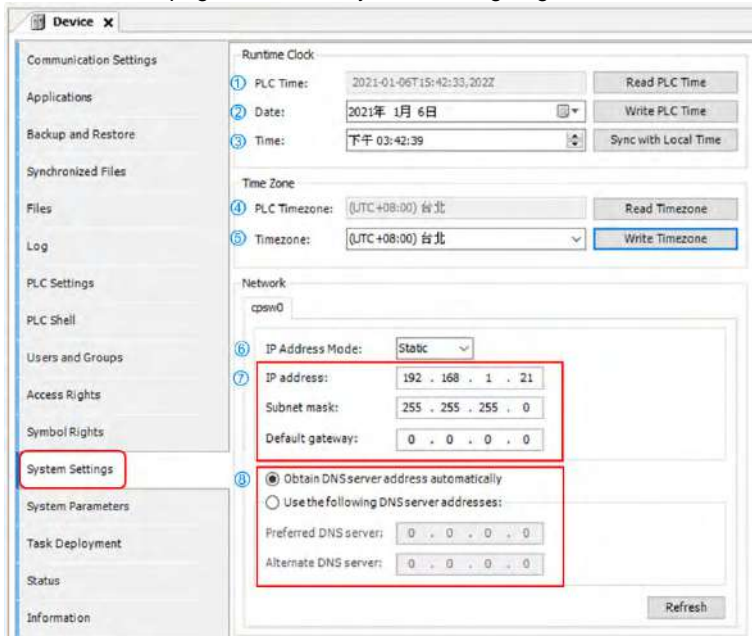 Device X
Communication Settings
Applications
Backup and Restore
Synchronized Files
Files
Log
PLC Settings
PLC Shell
Users and Groups
Access Rights
Symbol Rights
System Settings
System Parameters
Task Deployment
Status
Information
Runtime Clock
① PLC Time: 2021-01-06T15:42:33,202Z Read PLC Time
② Date: 2021年 1月 6日 Write PLC Time
③ Time: 下午 03:42:39 Sync with Local Time
Time Zone
④ PLC Timezone: (UTC+08:00) 台北 Read Timezone
⑤ Timezone: (UTC+08:00) 台北 Write Timezone
Network
cpsw0
⑥ IP Address Mode: Static
⑦ IP address: 192 . 168 . 1 . 21
Subnet mask: 255 . 255 . 255 . 0
Default gateway: 0 . 0 . 0 . 0
⑧ Obtain DNS server address automatically
Use the following DNS server addresses:
Preferred DNS server: 0 . 0 . 0 . 0
Alternate DNS server: 0 . 0 . 0 . 0
Refresh